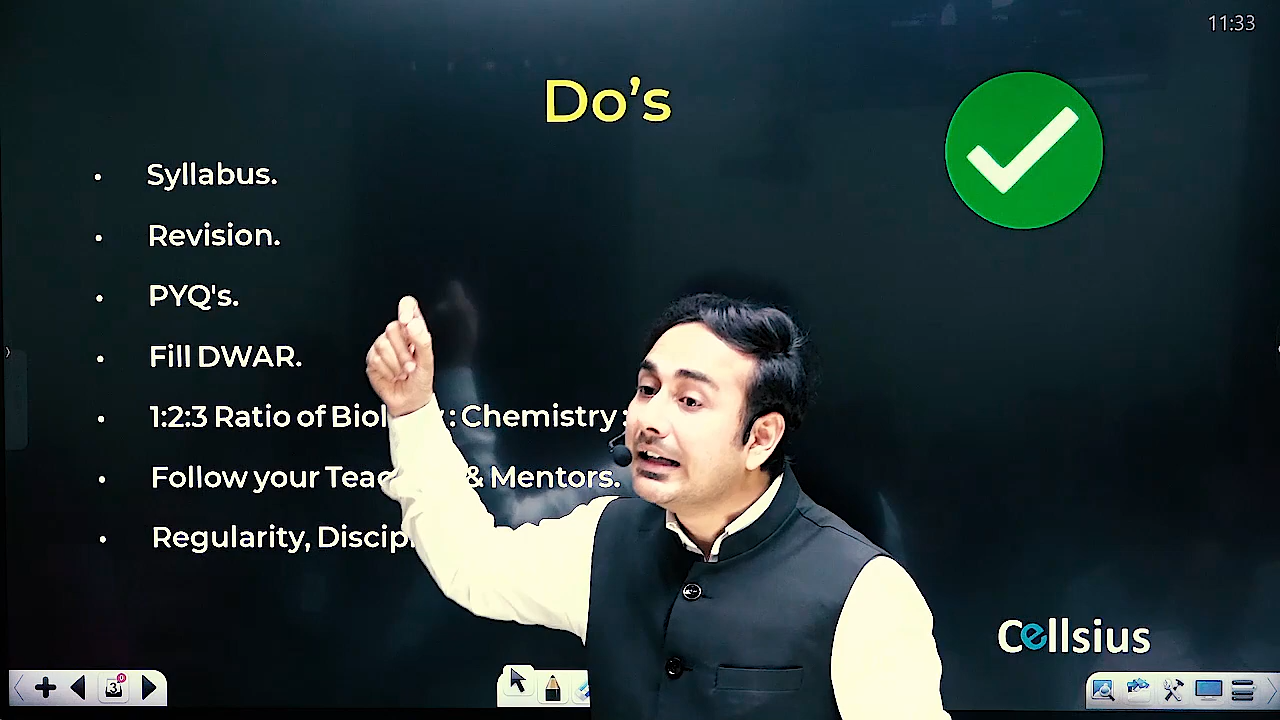 11:33
Do's
• Syllabus.
• Revision.
• PYQ's.
• Fill DWAR.
• 1:2:3 Ratio of : Chemistry :
• Follow your & Mentors.
• Regularity,
Cellsius
3